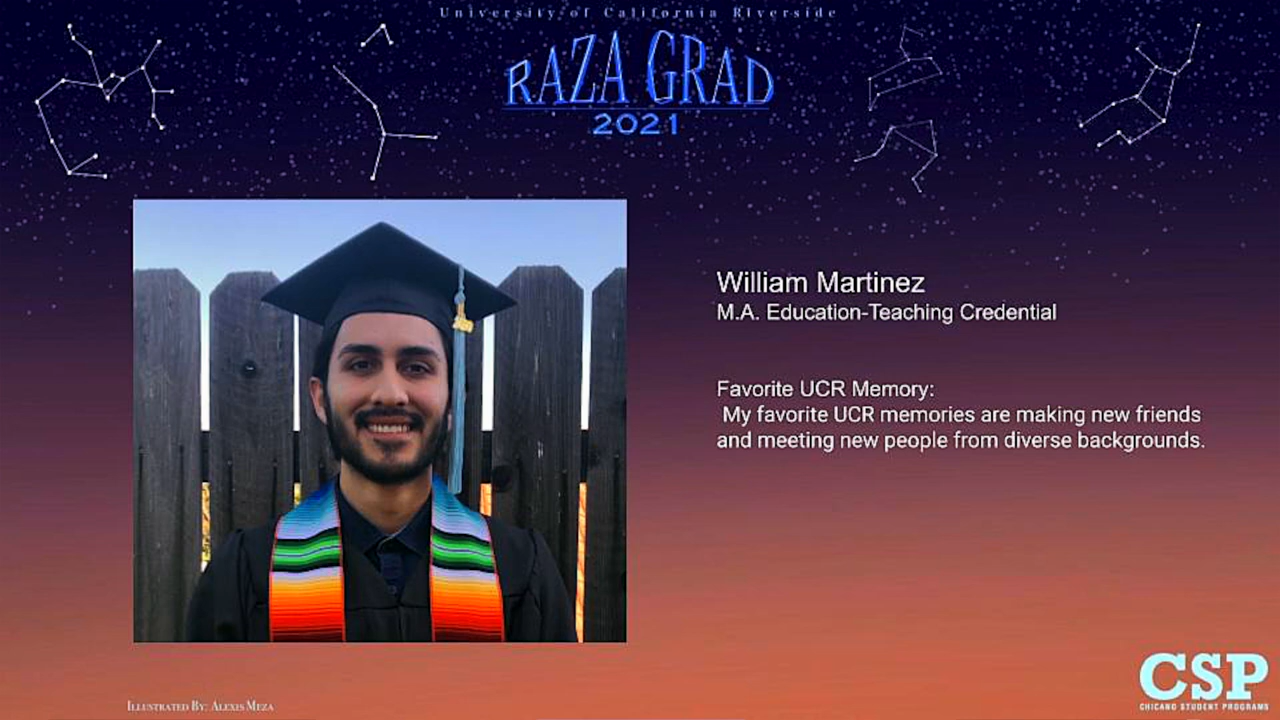 University of California Riverside
RAZA GRAD
2021
William Martinez
M.A. Education-Teaching Credential
Favorite UCR Memory:
My favorite UCR memories are making new friends
and meeting new people from diverse backgrounds.
Illustrated By: Alexis Meza
CSP
CHICANO STUDENT PROGRAMS